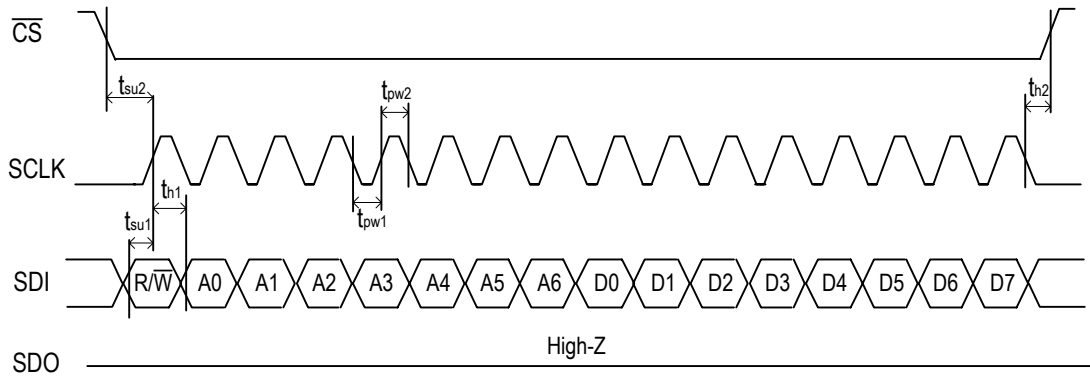 C̅S̅
tsu2
tpw2
th2
SCLK
th1
tsu1
tpw1
SDI
R/W̅ A0 A1 A2 A3 A4 A5 A6 D0 D1 D2 D3 D4 D5 D6 D7
High-Z
SDO